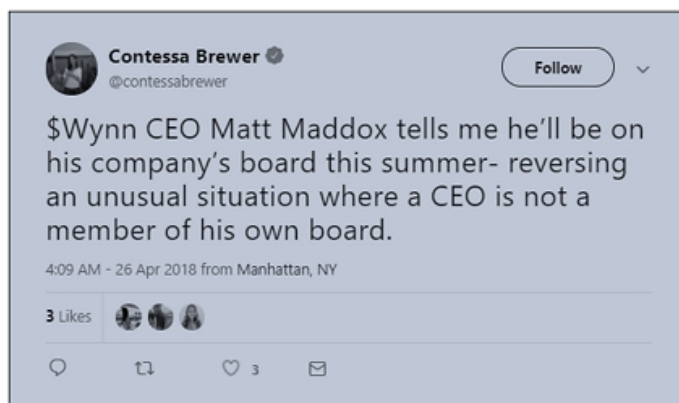 Contessa Brewer
@contessabrewer
Follow
$Wynn CEO Matt Maddox tells me he’ll be on
his company’s board this summer- reversing
an unusual situation where a CEO is not a
member of his own board.
4:09 AM - 26 Apr 2018 from Manhattan, NY
3 Likes
3